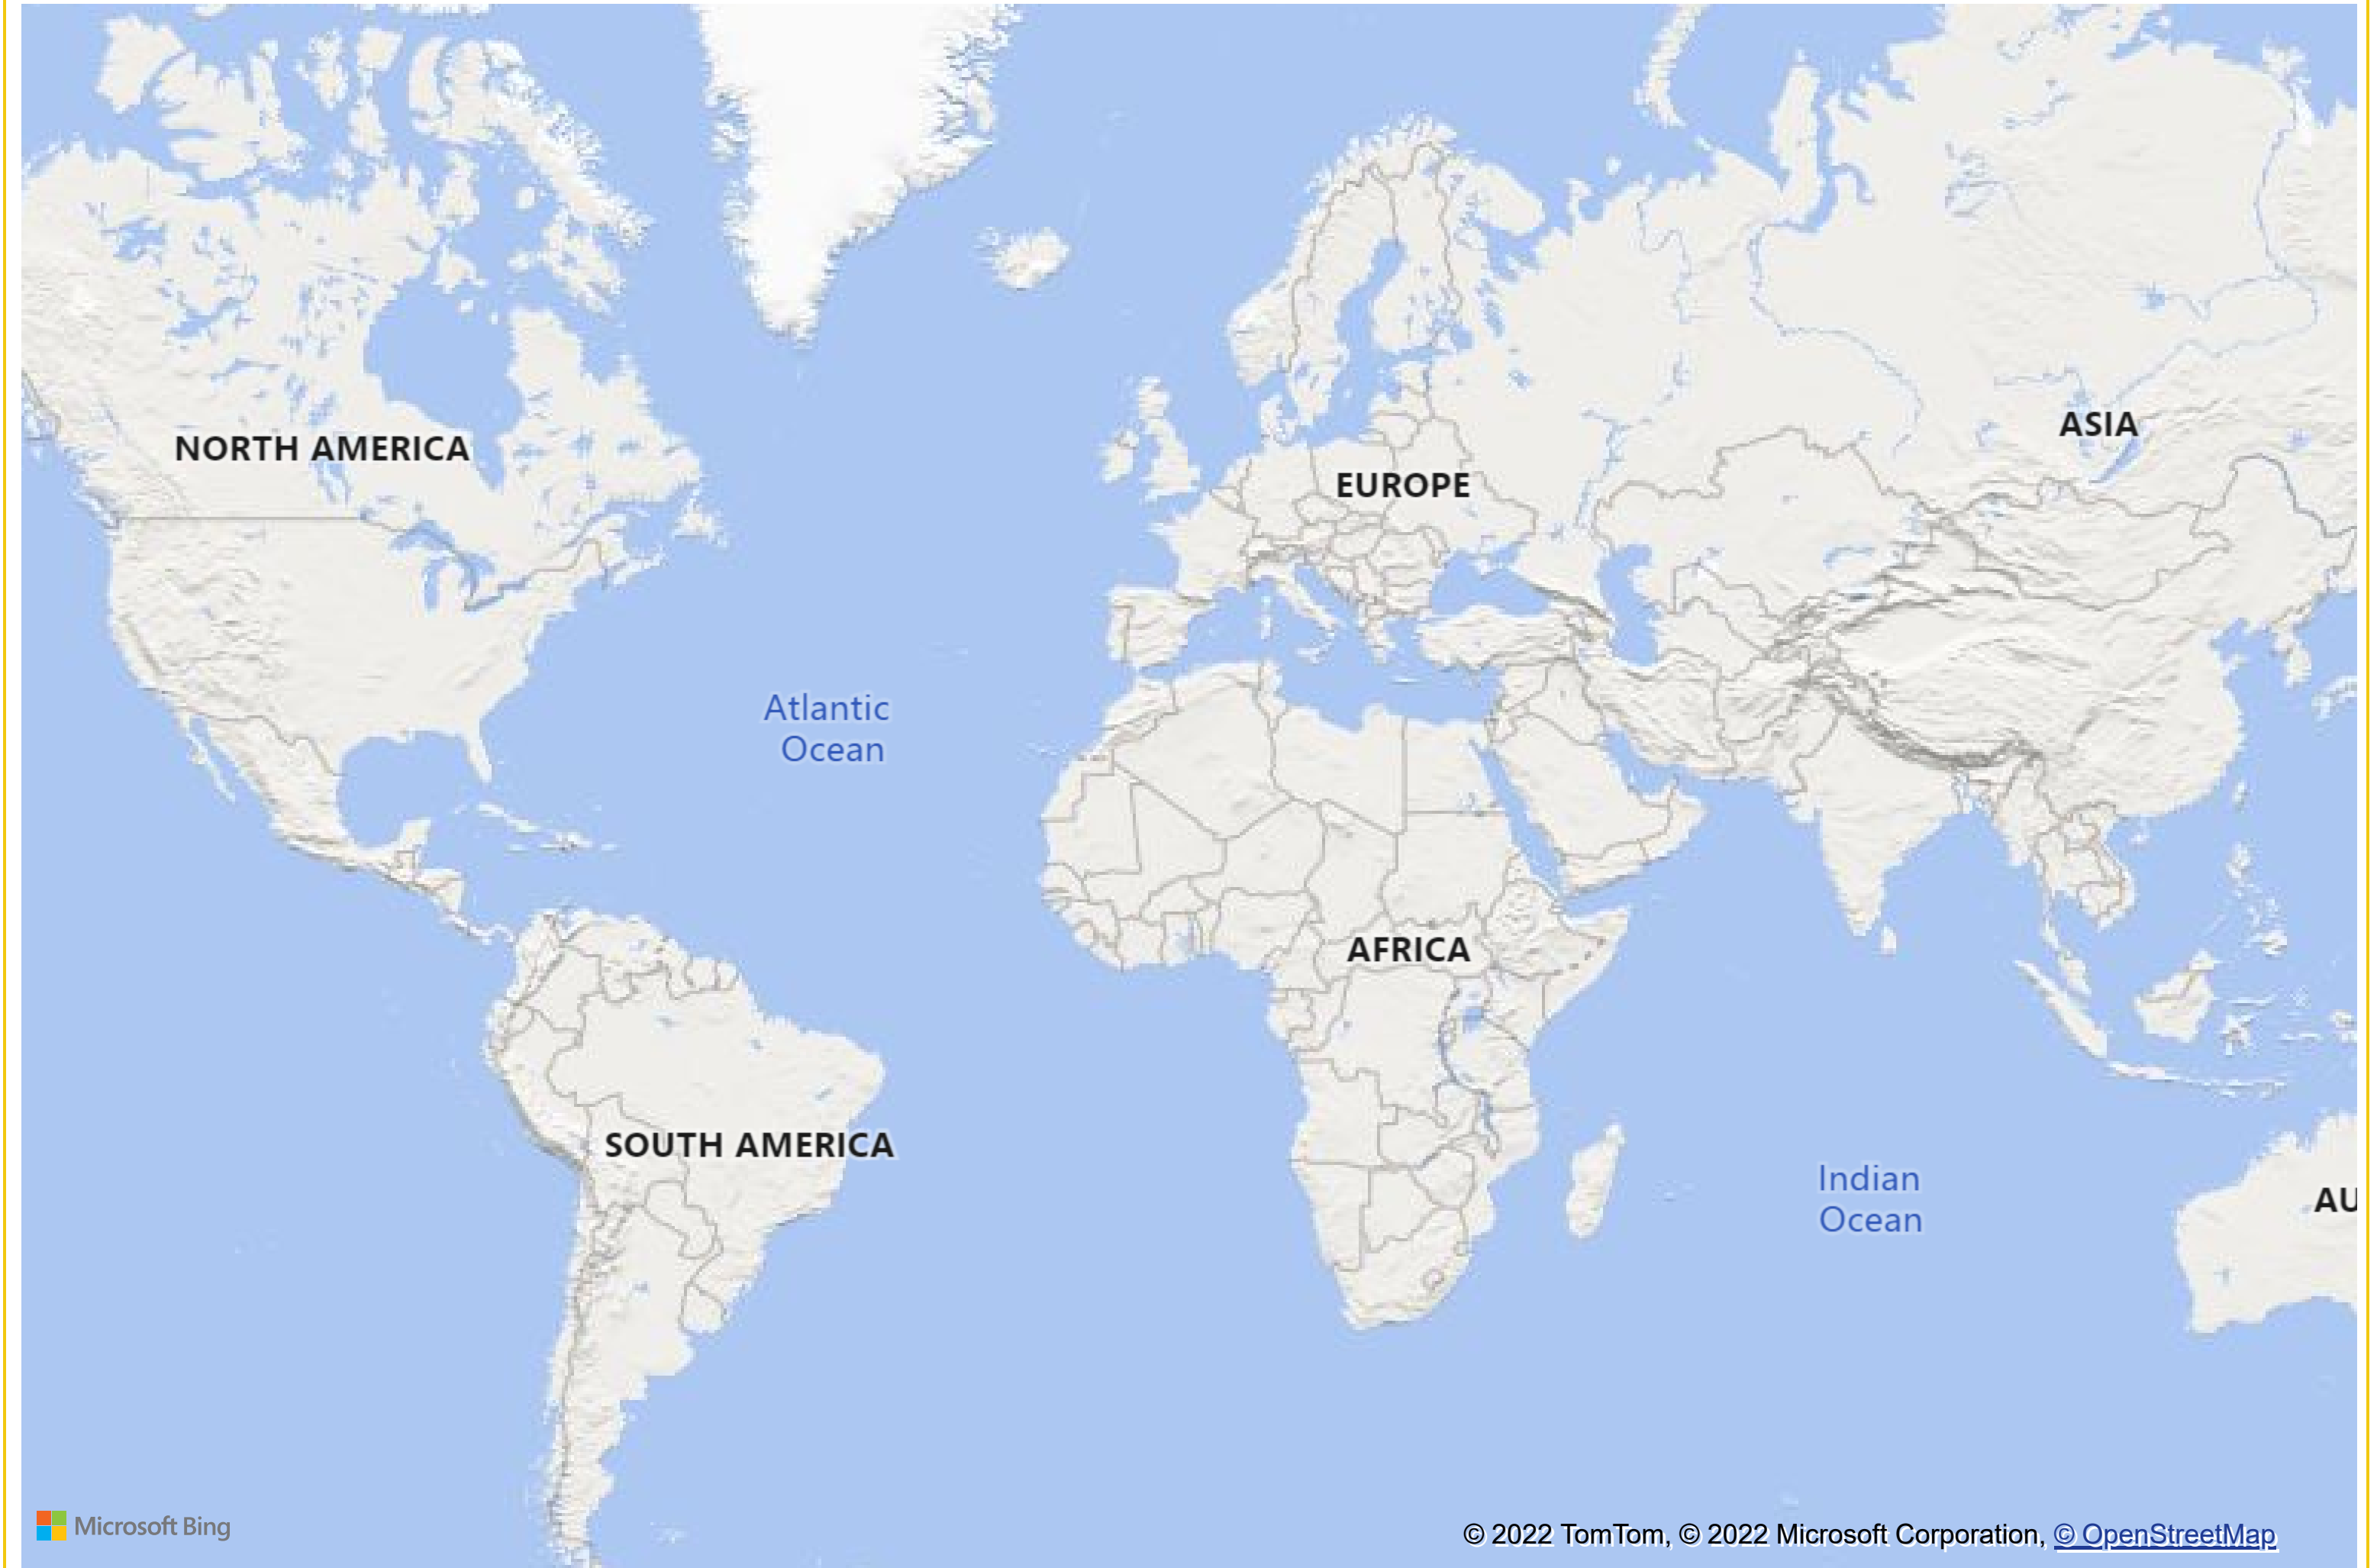 ASIA
NORTH AMERICA
EUROPE
Atlantic
Ocean
AFRICA
SOUTH AMERICA
Indian
Ocean
AU
Microsoft Bing
© 2022 TomTom, © 2022 Microsoft Corporation, © OpenStreetMap